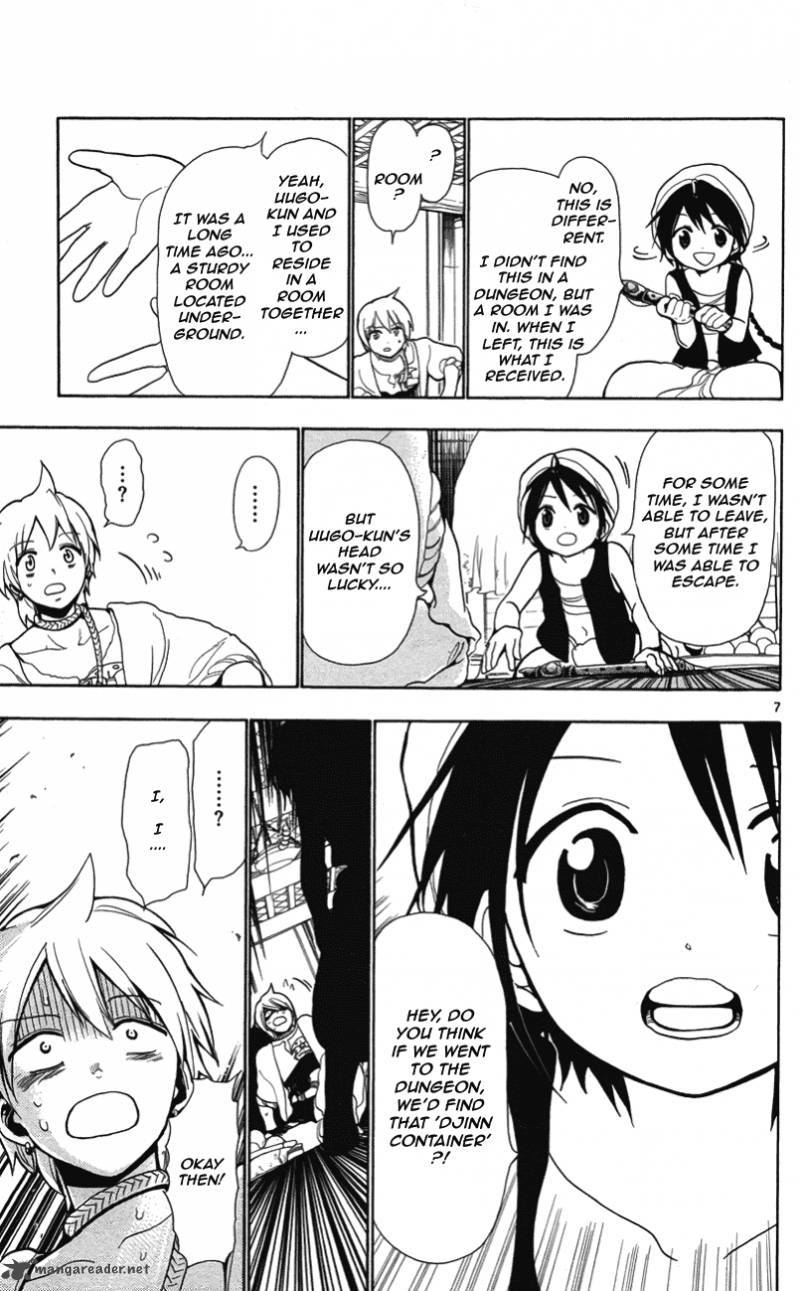 NO,
THIS IS
DIFFER-
RENT.
I DIDN'T FIND
THIS IN A
DUNGEON, BUT
A ROOM I WAS
IN. WHEN I
LEFT, THIS IS
WHAT I
RECEIVED.
?
ROOM
?
YEAH,
UUGO-
KUN AND
I USED
TO
RESIDE
IN A
ROOM
TOGETHER
...
IT WAS A
LONG
TIME AGO...
A STURDY
ROOM
LOCATED
UNDER-
GROUND.
FOR SOME
TIME, I WASN'T
ABLE TO LEAVE,
BUT AFTER
SOME TIME I
WAS ABLE TO
ESCAPE.
BUT
UUGO-KUN'S
HEAD
WASN'T SO
LUCKY....
.....
...?
7
HEY, DO
YOU THINK
IF WE WENT
TO THE
DUNGEON,
WE'D FIND
THAT 'DJINN
CONTAINER'
?!
......?
I,
I
....
OKAY
THEN!
mangareader.net